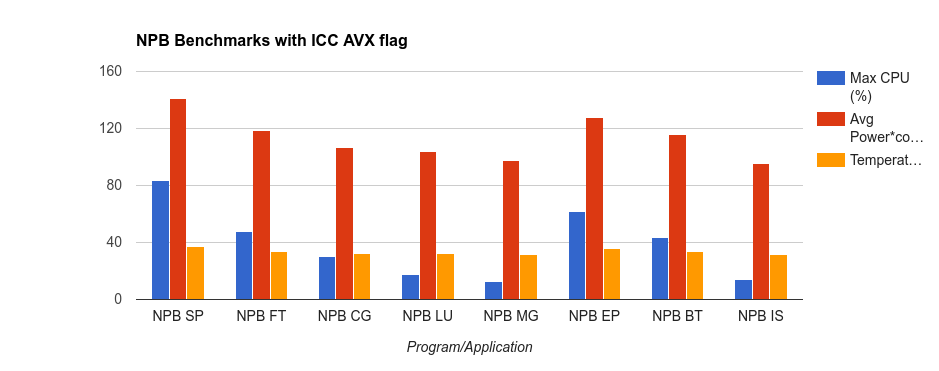 NPB Benchmarks with ICC AVX flag
160
120
80
40
0
NPB SP NPB FT NPB CG NPB LU NPB MG NPB EP NPB BT NPB IS
Program/Application
Max CPU
(%)
Avg
Power*co…
Temperat…